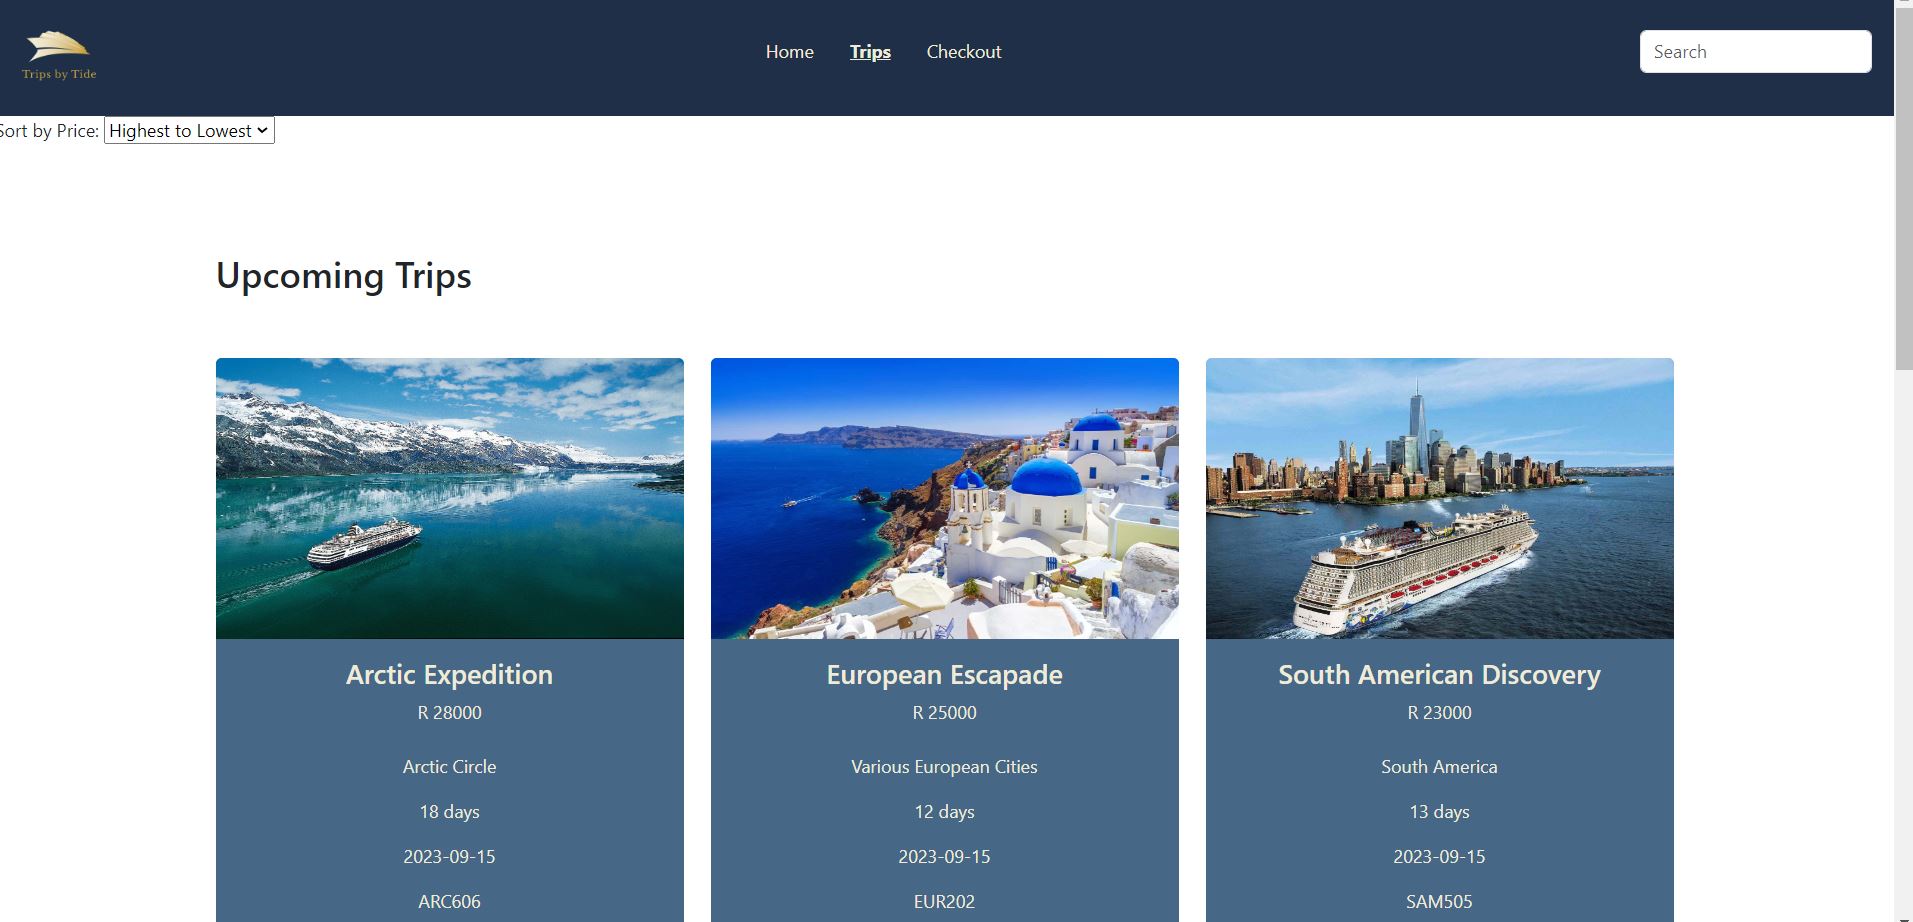 Trips by Tide
Home Trips Checkout
Search
Sort by Price: Highest to Lowest
Upcoming Trips
Arctic Expedition
R 28000
Arctic Circle
18 days
2023-09-15
ARC606
European Escapade
R 25000
Various European Cities
12 days
2023-09-15
EUR202
South American Discovery
R 23000
South America
13 days
2023-09-15
SAM505